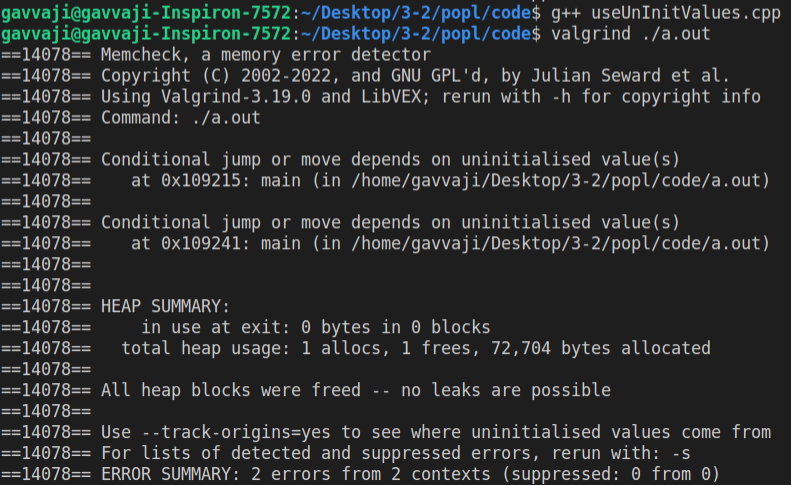 gavvaji@gavvaji-Inspiron-7572:~/Desktop/3-2/popl/code$ g++ useUnInitValues.cpp
gavvaji@gavvaji-Inspiron-7572:~/Desktop/3-2/popl/code$ valgrind ./a.out
==14078== Memcheck, a memory error detector
==14078== Copyright (C) 2002-2022, and GNU GPL'd, by Julian Seward et al.
==14078== Using Valgrind-3.19.0 and LibVEX; rerun with -h for copyright info
==14078== Command: ./a.out
==14078==
==14078== Conditional jump or move depends on uninitialised value(s)
==14078==    at 0x109215: main (in /home/gavvaji/Desktop/3-2/popl/code/a.out)
==14078==
==14078== Conditional jump or move depends on uninitialised value(s)
==14078==    at 0x109241: main (in /home/gavvaji/Desktop/3-2/popl/code/a.out)
==14078==
==14078==
==14078== HEAP SUMMARY:
==14078==     in use at exit: 0 bytes in 0 blocks
==14078==   total heap usage: 1 allocs, 1 frees, 72,704 bytes allocated
==14078==
==14078== All heap blocks were freed -- no leaks are possible
==14078==
==14078== Use --track-origins=yes to see where uninitialised values come from
==14078== For lists of detected and suppressed errors, rerun with: -s
==14078== ERROR SUMMARY: 2 errors from 2 contexts (suppressed: 0 from 0)